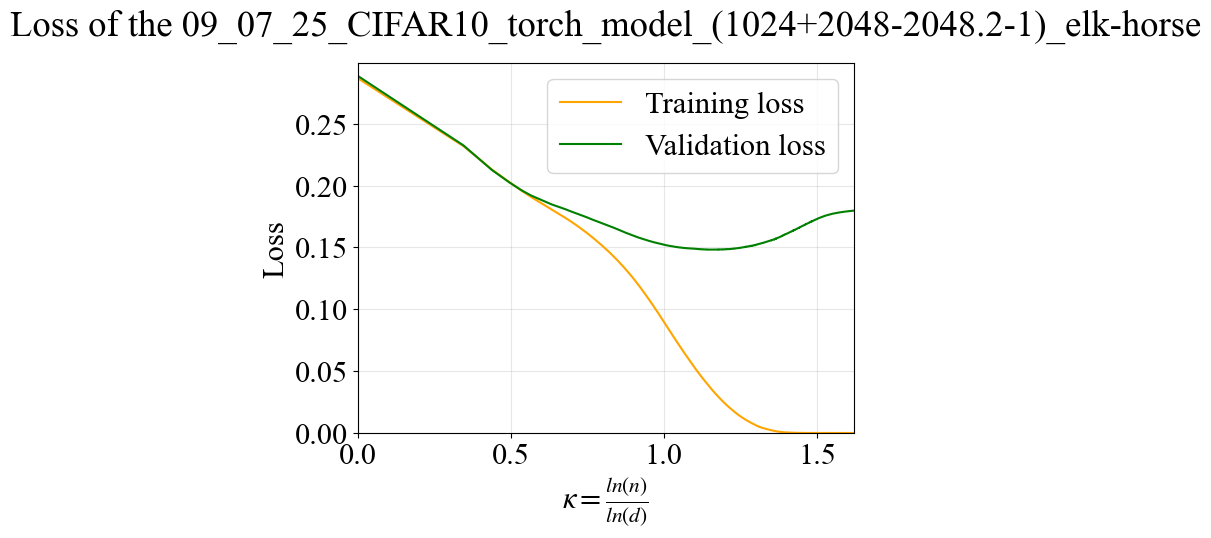 Loss of the 09_07_25_CIFAR10_torch_model_(1024+2048-2048.2-1)_elk-horse
Training loss
Validation loss
Loss
0.25
0.20
0.15
0.10
0.05
0.00
0.0 0.5 1.0 1.5
κ = ln(n)/ln(d)